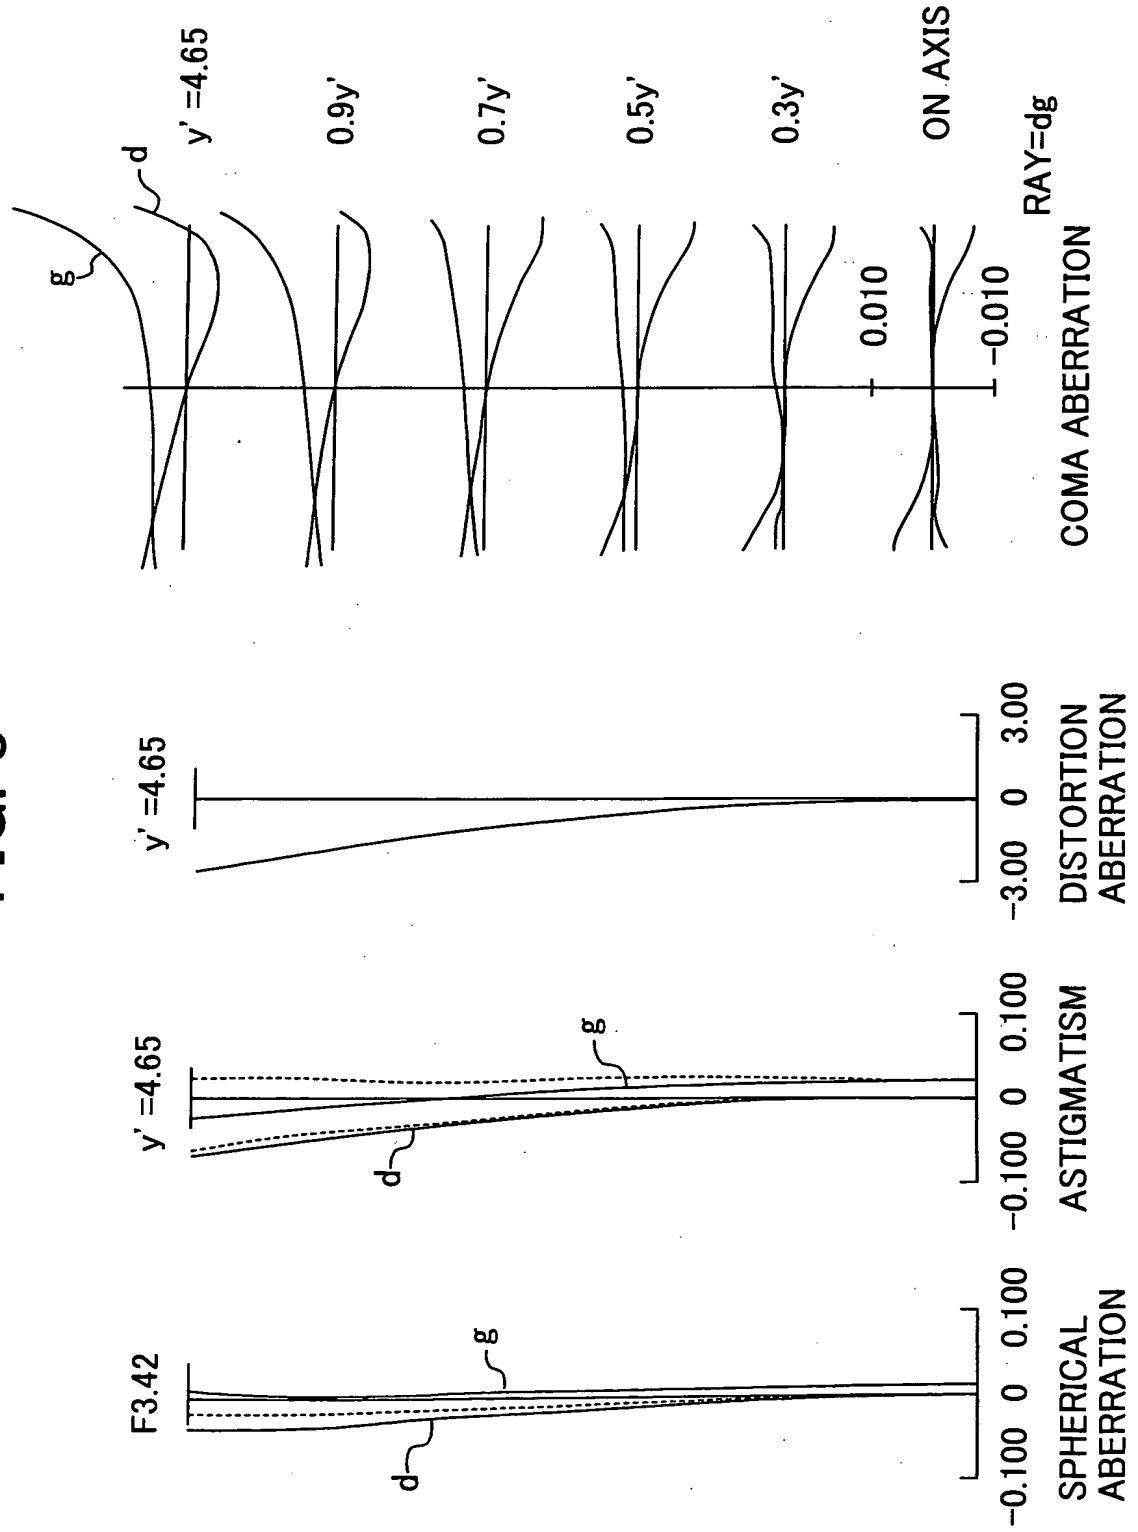 F3.42
g
d
-0.100 0 0.100
SPHERICAL
ABERRATION
y' =4.65
g
d
-0.100 0 0.100
ASTIGMATISM
y' =4.65
-3.00 0 3.00
DISTORTION
ABERRATION
g
d
y' =4.65
0.9y'
0.7y'
0.5y'
0.3y'
0.010
ON AXIS
-0.010
RAY=dg
COMA ABERRATION